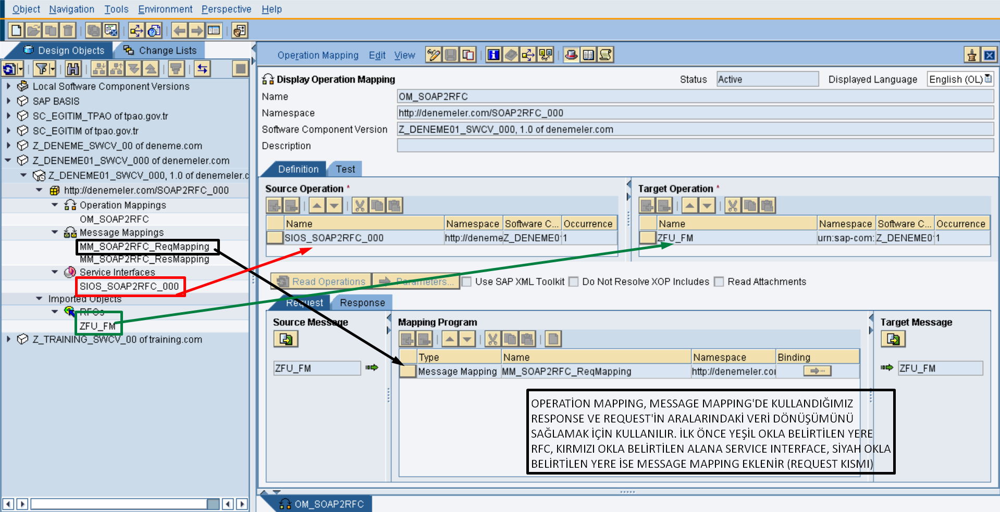 Object Navigation Tools Environment Perspective Help
Design Objects Change Lists
Local Software Component Versions
SAP BASIS
SC_EGITIM_TPAO of tpao.gov.tr
SC_EGITIM of tpao.gov.tr
Z_DENEME_SWCV_00 of deneme.com
Z_DENEME01_SWCV_000 of denemeler.com
Z_DENEME01_SWCV_000, 1.0 of denemeler.c
http://denemeler.com/SOAP2RFC_000
Operation Mappings
OM_SOAP2RFC
Message Mappings
MM_SOAP2RFC_ReqMapping
MM_SOAP2RFC_ResMapping
Service Interfaces
SIOS_SOAP2RFC_000
Imported Objects
RFCs
ZFU_FM
Z_TRAINING_SWCV_00 of training.com
Operation Mapping Edit View
Display Operation Mapping Status Active Displayed Language English (OL)
Name OM_SOAP2RFC
Namespace http://denemeler.com/SOAP2RFC_000
Software Component Version Z_DENEME01_SWCV_000, 1.0 of denemeler.com
Description
Definition Test
Source Operation *
Name Namespace Software C... Occurrence
SIOS_SOAP2RFC_000 http://deneme Z_DENEME0 1
Target Operation *
Name Namespace Software C... Occurrence
ZFU_FM urn:sap-com: Z_DENEME0 1
Read Operations Parameters... Use SAP XML Toolkit Do Not Resolve XOP Includes Read Attachments
Request Response
Source Message
ZFU_FM
Mapping Program
Type Name Namespace Binding
Message Mapping MM_SOAP2RFC_ReqMapping http://denemeler.co
Target Message
ZFU_FM
OPERATİON MAPPING, MESSAGE MAPPING'DE KULLANDIĞIMIZ
RESPONSE VE REQUEST'İN ARALARINDAKİ VERİ DÖNÜŞÜMÜNÜ
SAĞLAMAK İÇİN KULLANILIR. İLK ÖNCE YEŞİL OKLA BELİRTİLEN YERE
RFC, KIRMIZI OKLA BELİRTİLEN ALANA SERVICE INTERFACE, SİYAH OKLA
BELİRTİLEN YERE İSE MESSAGE MAPPING EKLENİR (REQUEST KISMI)
OM_SOAP2RFC